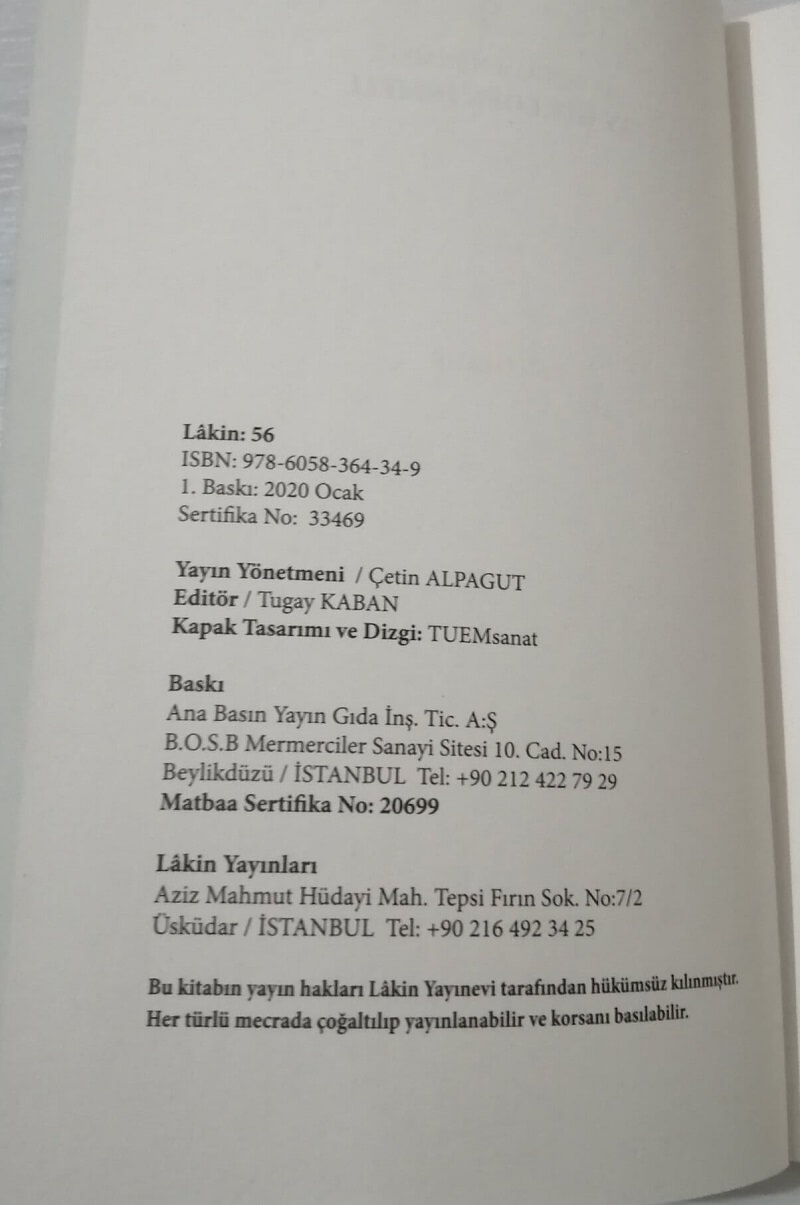 Lâkin: 56
ISBN: 978-6058-364-34-9
1. Baskı: 2020 Ocak
Sertifika No: 33469
Yayın Yönetmeni / Çetin ALPAGUT
Editör / Tugay KABAN
Kapak Tasarımı ve Dizgi: TUEMsanat
Baskı
Ana Basın Yayın Gıda İnş. Tic. A:Ş
B.O.S.B Mermerciler Sanayi Sitesi 10. Cad. No:15
Beylikdüzü / İSTANBUL Tel: +90 212 422 79 29
Matbaa Sertifika No: 20699
Lâkin Yayınları
Aziz Mahmut Hüdayi Mah. Tepsi Fırın Sok. No:7/2
Üsküdar / İSTANBUL Tel: +90 216 492 34 25
Bu kitabın yayın hakları Lâkin Yayınevi tarafından hükümsüz kılınmıştır.
Her türlü mecrada çoğaltılıp yayınlanabilir ve korsanı basılabilir.